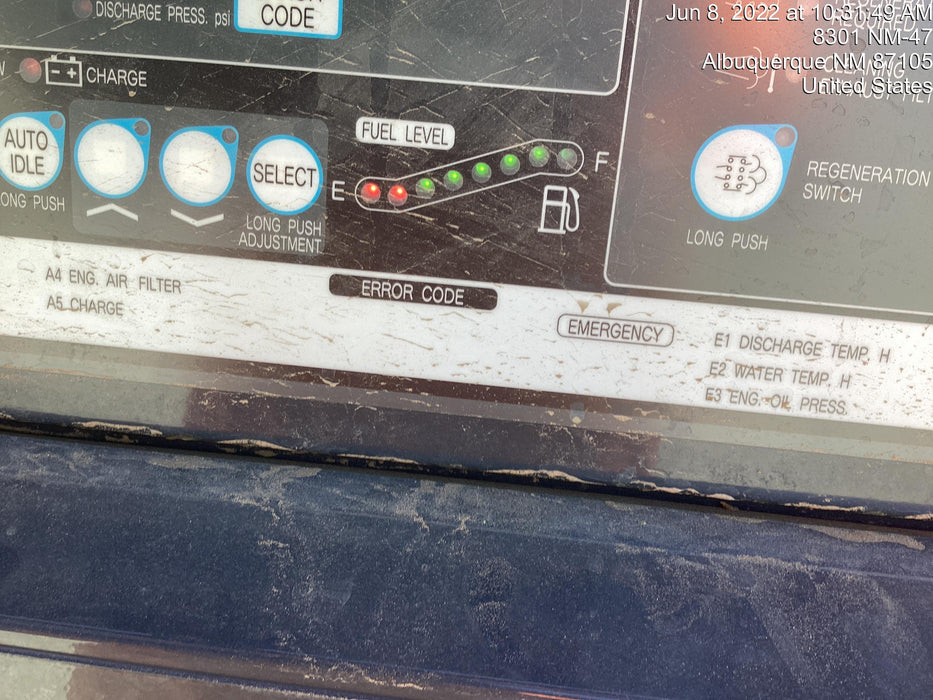 DISCHARGE PRESS. psi
CODE
Jun 8, 2022 at 10:31:49 AM
8301 NM-47
Albuquerque NM 87105
United States
CHARGE
CLEANING
AUTO
IDLE
LONG PUSH
SELECT
LONG PUSH
ADJUSTMENT
FUEL LEVEL
E
F
REGENERATION
SWITCH
LONG PUSH
A4 ENG. AIR FILTER
A5 CHARGE
ERROR CODE
EMERGENCY
E1 DISCHARGE TEMP. H
E2 WATER TEMP. H
E3 ENG. OIL PRESS.